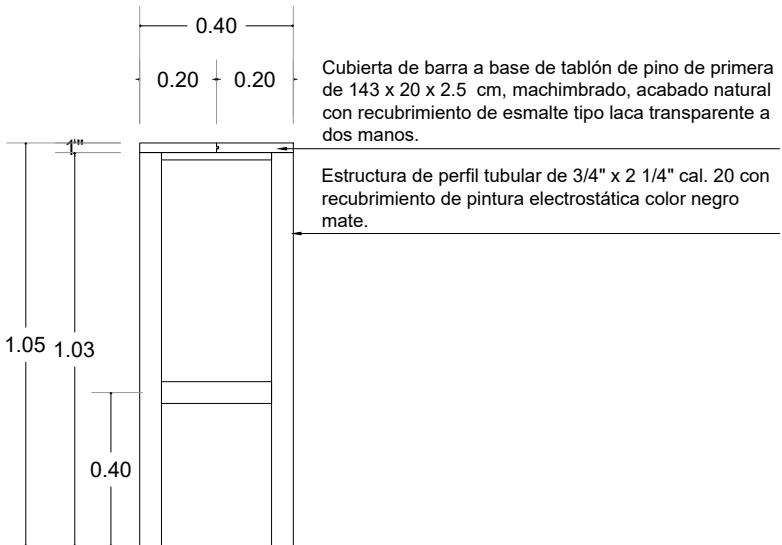 0.40
0.20
0.20
Cubierta de barra a base de tablón de pino de primera
de 143 x 20 x 2.5 cm, machimbrado, acabado natural
con recubrimiento de esmalte tipo laca transparente a
dos manos.
1"
Estructura de perfil tubular de 3/4" x 2 1/4" cal. 20 con
recubrimiento de pintura electrostática color negro
mate.
1.05
1.03
0.40